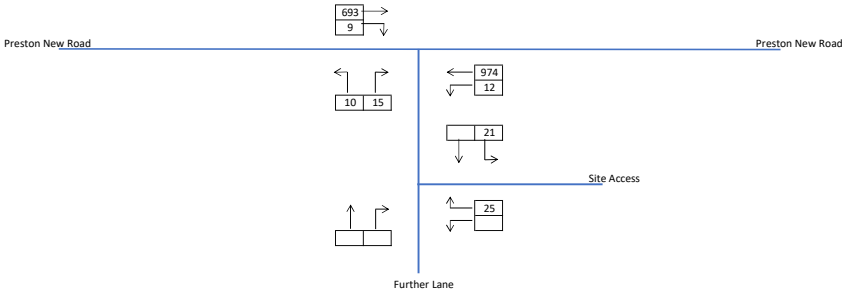 693
9
Preston New Road
Preston New Road
974
12
10 15
21
Site Access
25
Further Lane